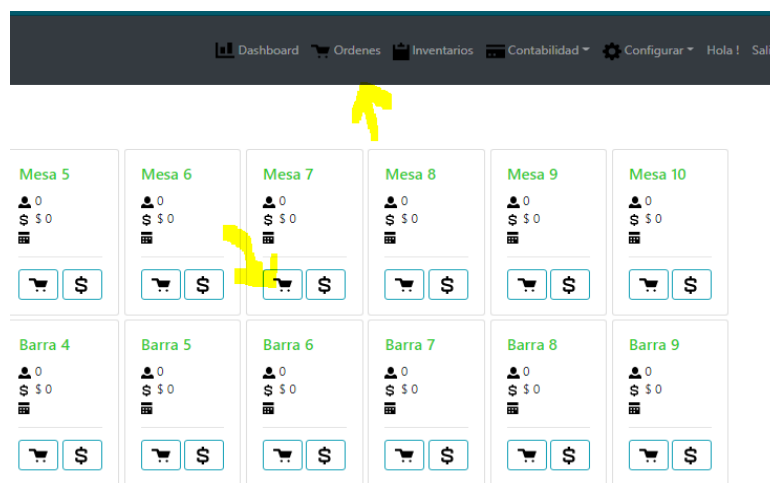 Dashboard Ordenes Inventarios Contabilidad Configurar Hola ! Sali
Mesa 5 Mesa 6 Mesa 7 Mesa 8 Mesa 9 Mesa 10
0 0 0 0 0 0
$ 0 $ 0 $ 0 $ 0 $ 0 $ 0
Barra 4 Barra 5 Barra 6 Barra 7 Barra 8 Barra 9
0 0 0 0 0 0
$ 0 $ 0 $ 0 $ 0 $ 0 $ 0